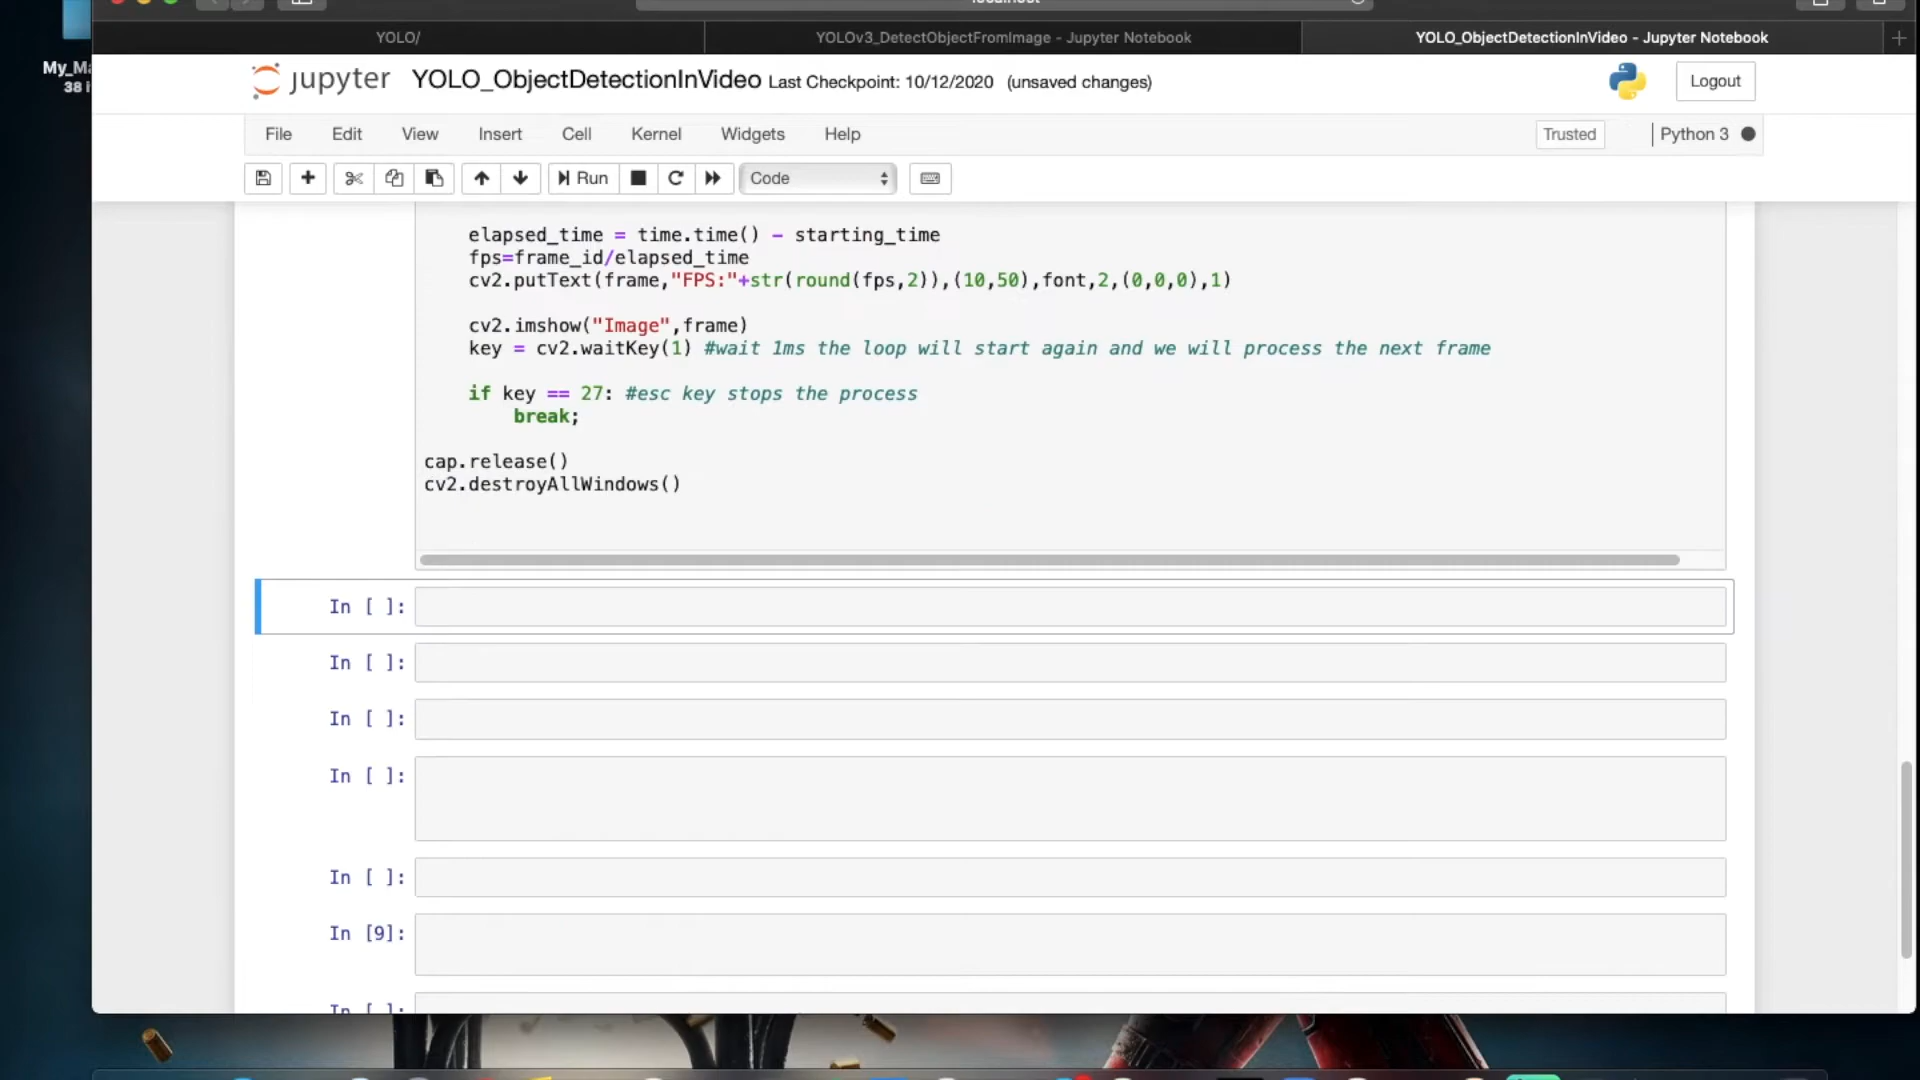 My_Ma
38 i
YOLO/
YOLOv3_DetectObjectFromImage - Jupyter Notebook
YOLO_ObjectDetectionInVideo - Jupyter Notebook
jupyter YOLO_ObjectDetectionInVideo Last Checkpoint: 10/12/2020 (unsaved changes)
Logout
File Edit View Insert Cell Kernel Widgets Help
Trusted
Python 3
Run
Code
elapsed_time = time.time() - starting_time
fps=frame_id/elapsed_time
cv2.putText(frame,"FPS:"+str(round(fps,2)),(10,50),font,2,(0,0,0),1)
cv2.imshow("Image",frame)
key = cv2.waitKey(1) #wait 1ms the loop will start again and we will process the next frame
if key == 27: #esc key stops the process
break;
cap.release()
cv2.destroyAllWindows()
In [ ]:
In [ ]:
In [ ]:
In [ ]:
In [ ]:
In [9]:
In [ ]: